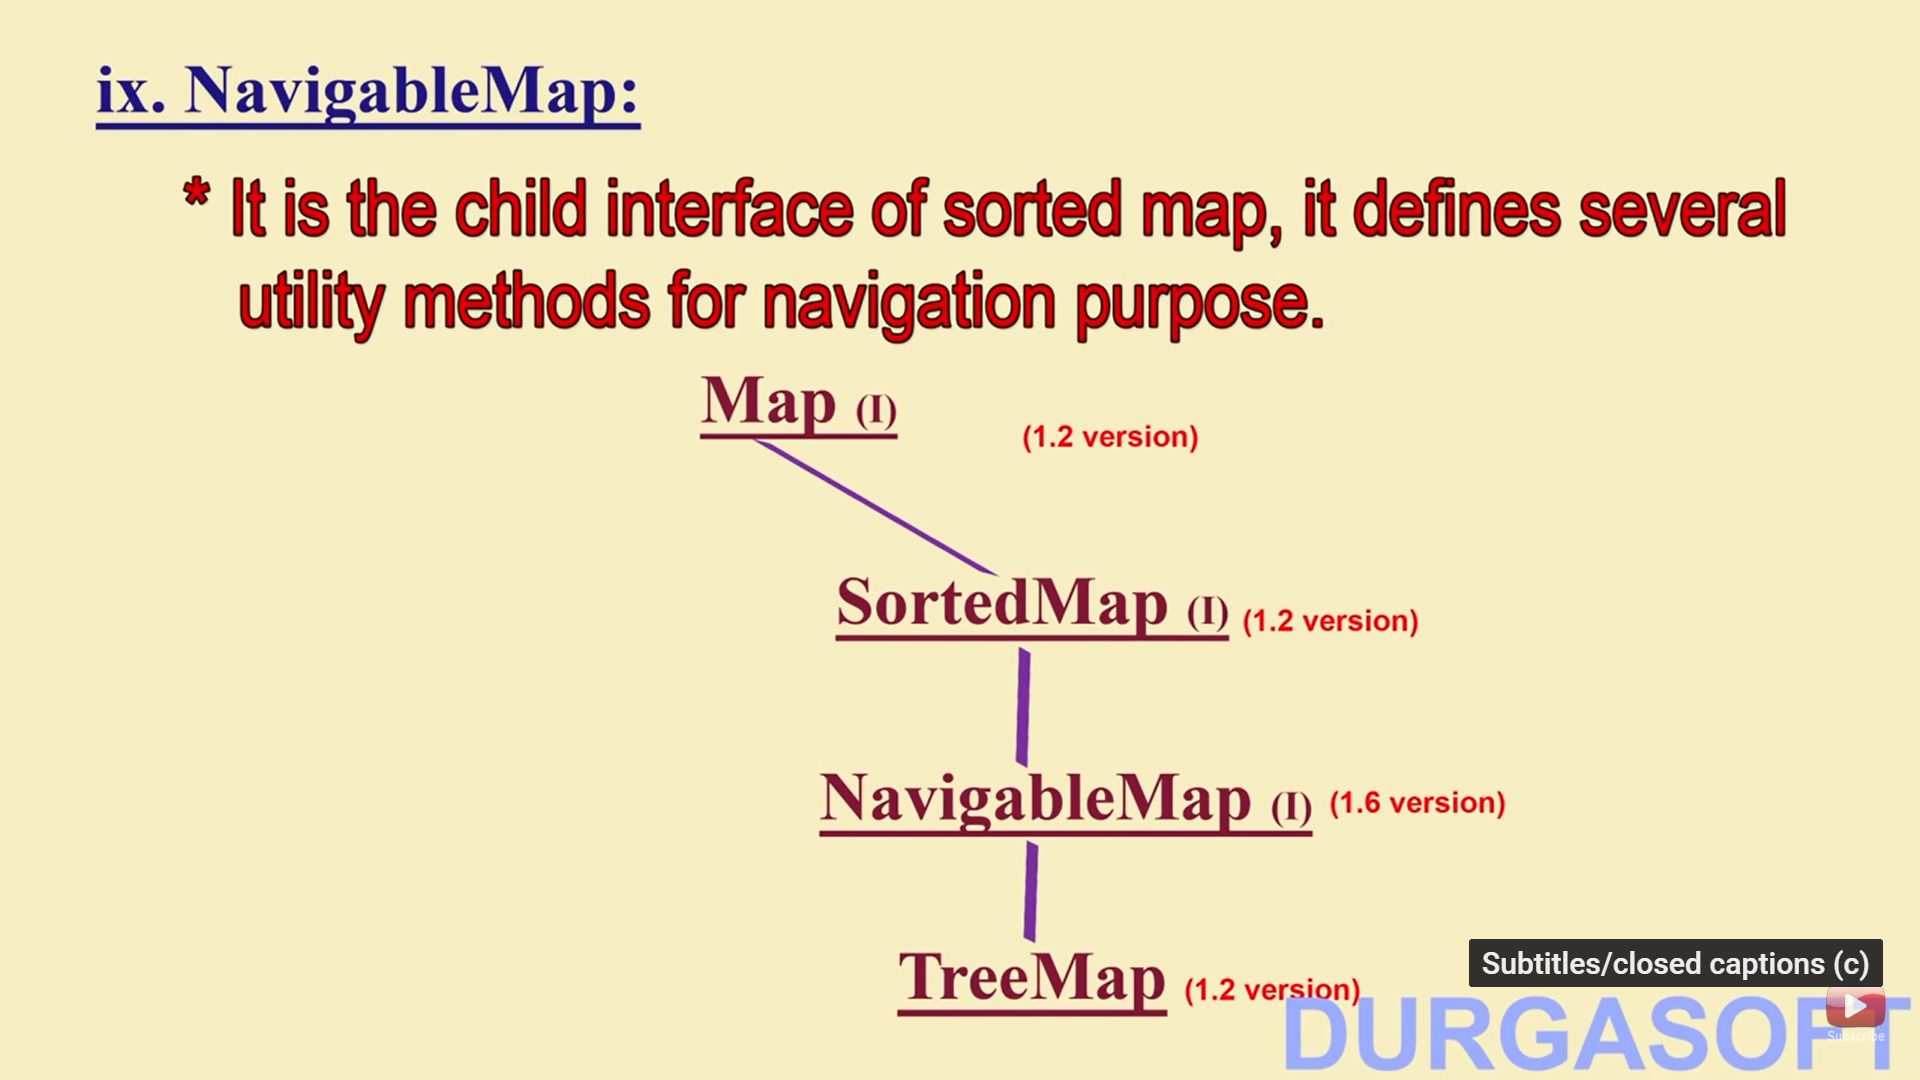 ix. NavigableMap:
* It is the child interface of sorted map, it defines several
utility methods for navigation purpose.
Map (I)
(1.2 version)
SortedMap (I) (1.2 version)
NavigableMap (I) (1.6 version)
TreeMap (1.2 version)
Subtitles/closed captions (c)
DURGASOFT
Subscribe